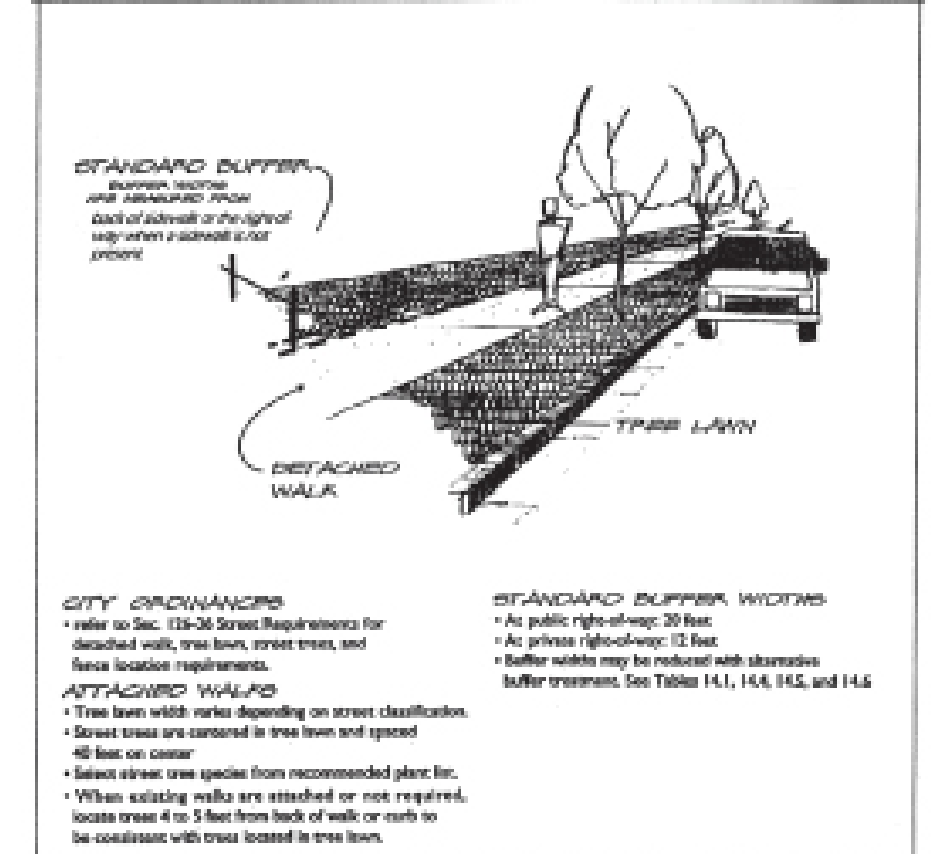 STANDARD BUFFER
BUFFER WIDTHS
ARE MEASURED FROM
back of sidewalk or the right-of-
way when a sidewalk is not
present
TREE LAWN
DETACHED
WALK
CITY ORDINANCES
• refer to Sec. 126-36 Street Requirements for
detached walk, tree lawn, street trees, and
fence location requirements.
ATTACHED WALKS
• Tree lawn width varies depending on street classification.
• Street trees are centered in tree lawn and spaced
40 feet on center
• Select street tree species from recommended plant list.
• When existing walks are attached or not required,
locate trees 4 to 5 feet from back of walk or curb to
be consistent with trees located in tree lawn.
STANDARD BUFFER WIDTHS
• At public right-of-way: 20 feet
• At private right-of-way: 12 feet
• Buffer widths may be reduced with alternative
buffer treatment. See Tables 14.1, 14.4, 14.5, and 14.6